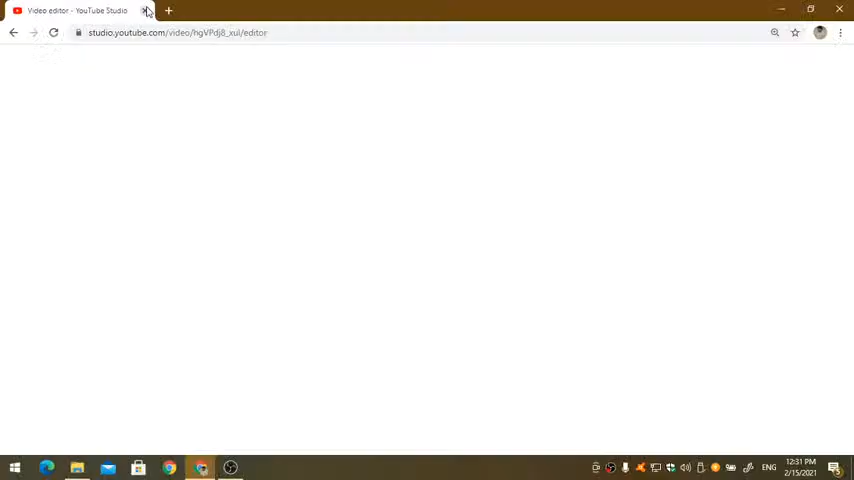 Video editor - YouTube Studio
studio.youtube.com/video/hgVPdj8_xuI/editor
ENG
12:31 PM
2/15/2021